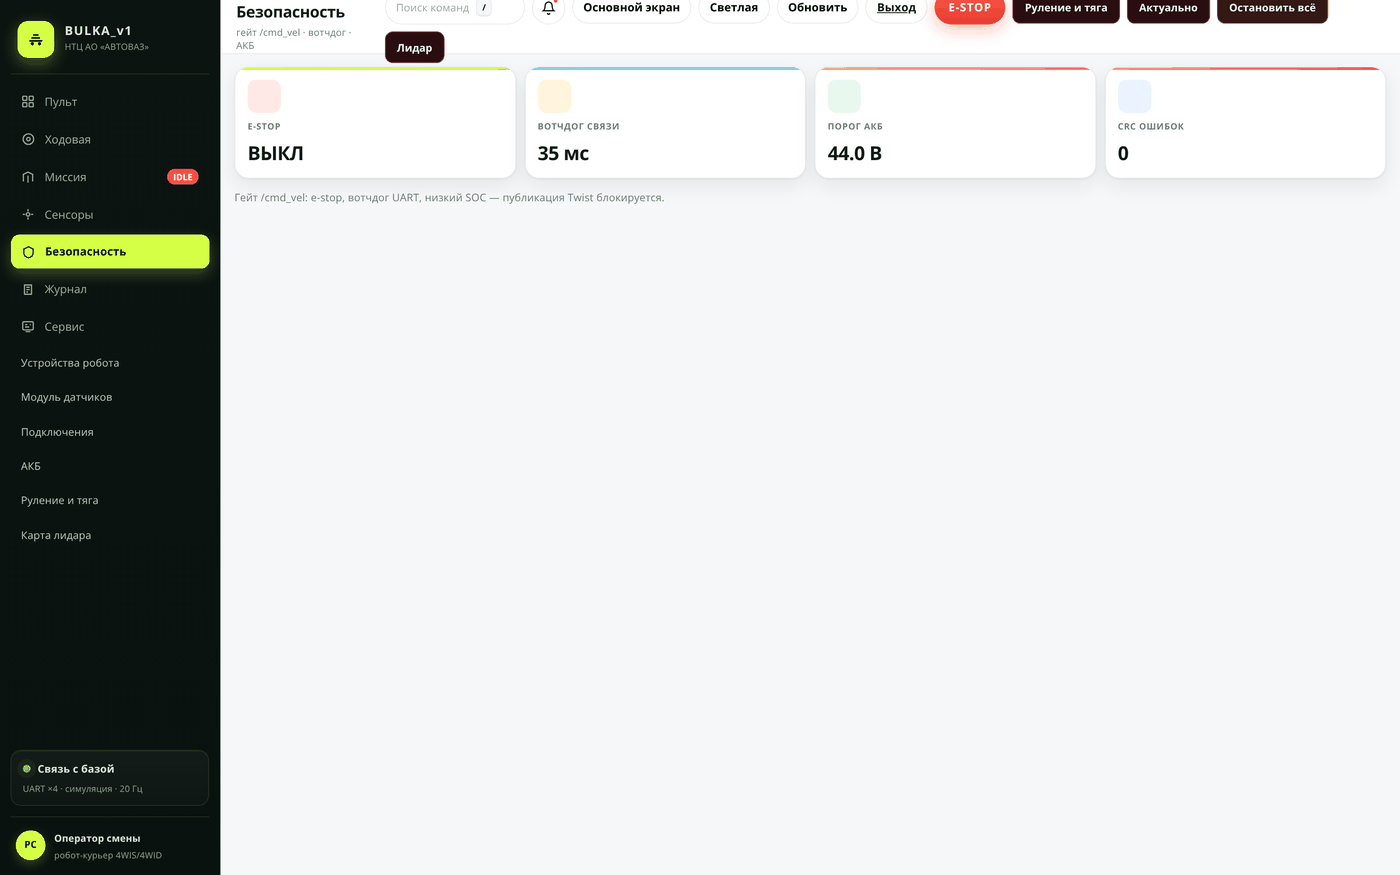 BULKA_v1
НТЦ АО «АВТОВАЗ»
Пульт
Ходовая
Миссия
IDLE
Сенсоры
Безопасность
Журнал
Сервис
Устройства робота
Модуль датчиков
Подключения
АКБ
Руление и тяга
Карта лидара
Связь с базой
UART ×4 · симуляция · 20 Гц
PC
Оператор смены
робот-курьер 4WIS/4WID
Безопасность
гейт /cmd_vel · вотчдог ·
АКБ
Поиск команд /
Основной экран
Светлая
Обновить
Выход
E-STOP
Руление и тяга
Актуально
Остановить всё
Лидар
E-STOP
ВЫКЛ
ВОТЧДОГ СВЯЗИ
35 мс
ПОРОГ АКБ
44.0 В
CRC ОШИБОК
0
Гейт /cmd_vel: e-stop, вотчдог UART, низкий SOC — публикация Twist блокируется.